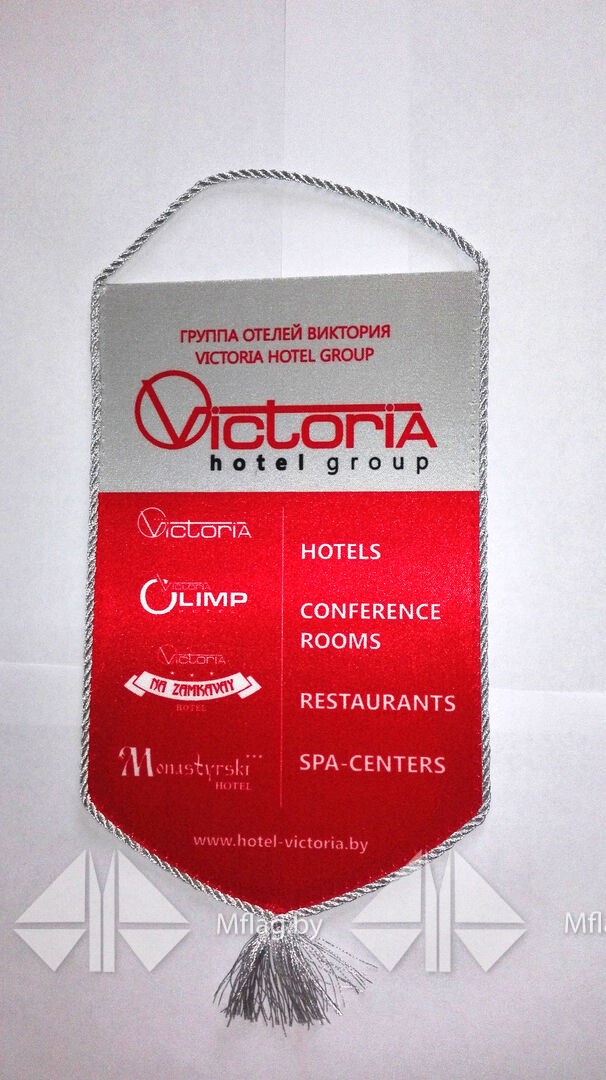 ГРУППА ОТЕЛЕЙ ВИКТОРИЯ
VICTORIA HOTEL GROUP
Victoria
hotel group
Victoria
Victoria
OLIMP
Victoria
NA ZAMKAVAY
HOTEL
Monastyrski***
HOTEL
HOTELS
CONFERENCE
ROOMS
RESTAURANTS
SPA-CENTERS
www.hotel-victoria.by
Mflag.by